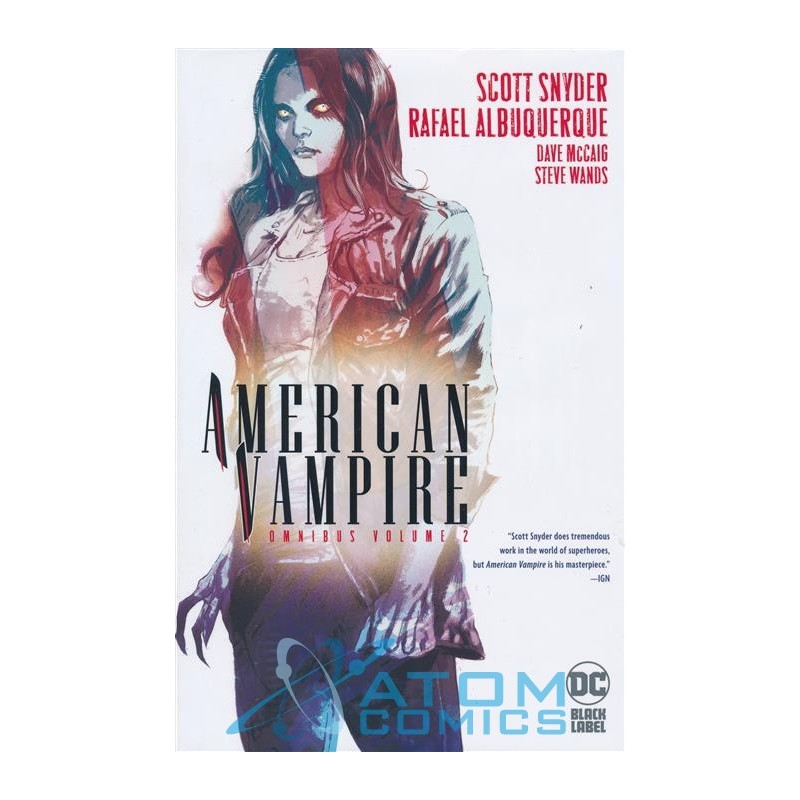 SCOTT SNYDER
RAFAEL ALBUQUERQUE
DAVE McCAIG
STEVE WANDS
AMERICAN
VAMPIRE
OMNIBUS VOLUME 2
"Scott Snyder does tremendous
work in the world of superheroes,
but American Vampire is his masterpiece."
—IGN
ATOM
COMICS
DC
BLACK
LABEL